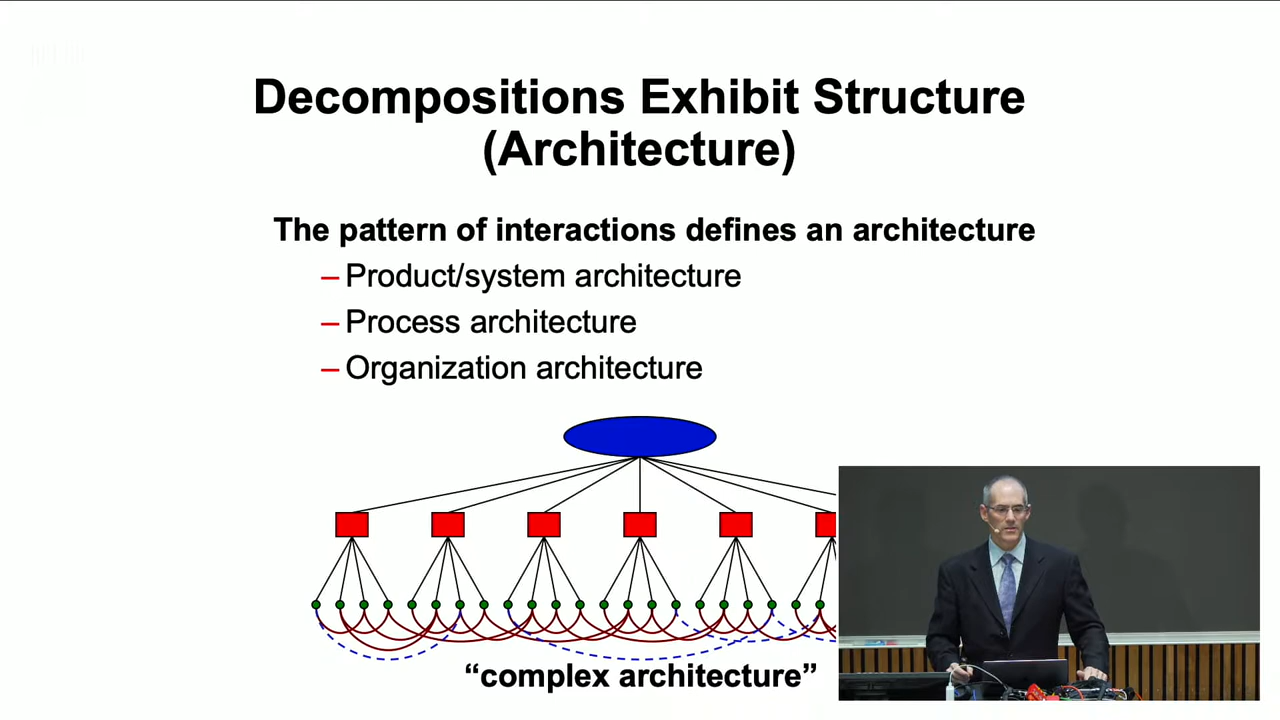 Decompositions Exhibit Structure
(Architecture)
The pattern of interactions defines an architecture
– Product/system architecture
– Process architecture
– Organization architecture
“complex architecture”